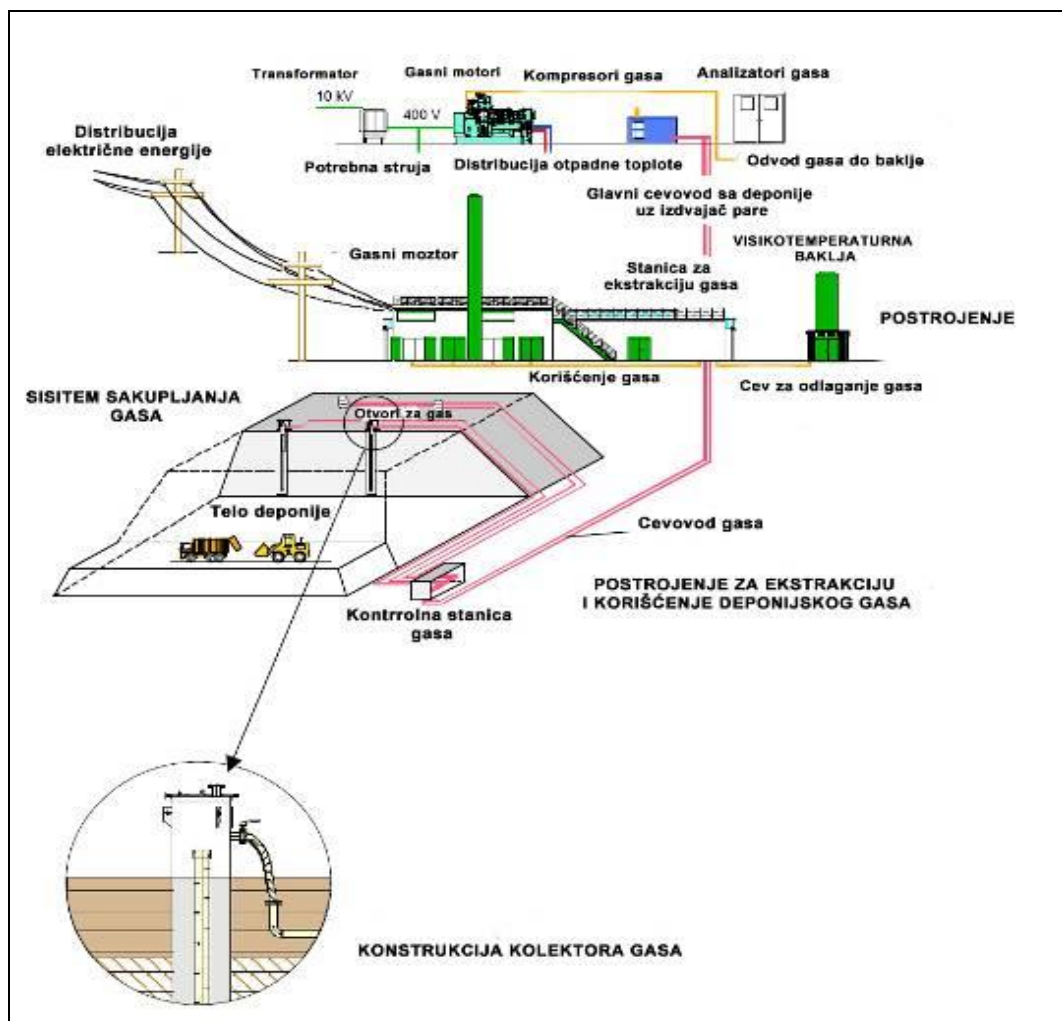 Transformator
Gasni motori
Kompresori gasa
Analizatori gasa
10 kV
400 V
Distribucija
električne energije
Potrebna struja
Distribucija otpadne toplote
Odvod gasa do baklje
Glavni cevovod sa deponije
uz izdvajač pare
VISIKOTEMPERATURNA
BAKLJA
Gasni moztor
Stanica za
ekstrakciju gasa
POSTROJENJE
Korišćenje gasa
Cev za odlaganje gasa
SISITEM SAKUPLJANJA
GASA
Otvori za gas
Telo deponije
Cevovod gasa
POSTROJENJE ZA EKSTRAKCIJU
I KORIŠĆENJE DEPONIJSKOG GASA
Kontrrolna stanica
gasa
KONSTRUKCIJA KOLEKTORA GASA